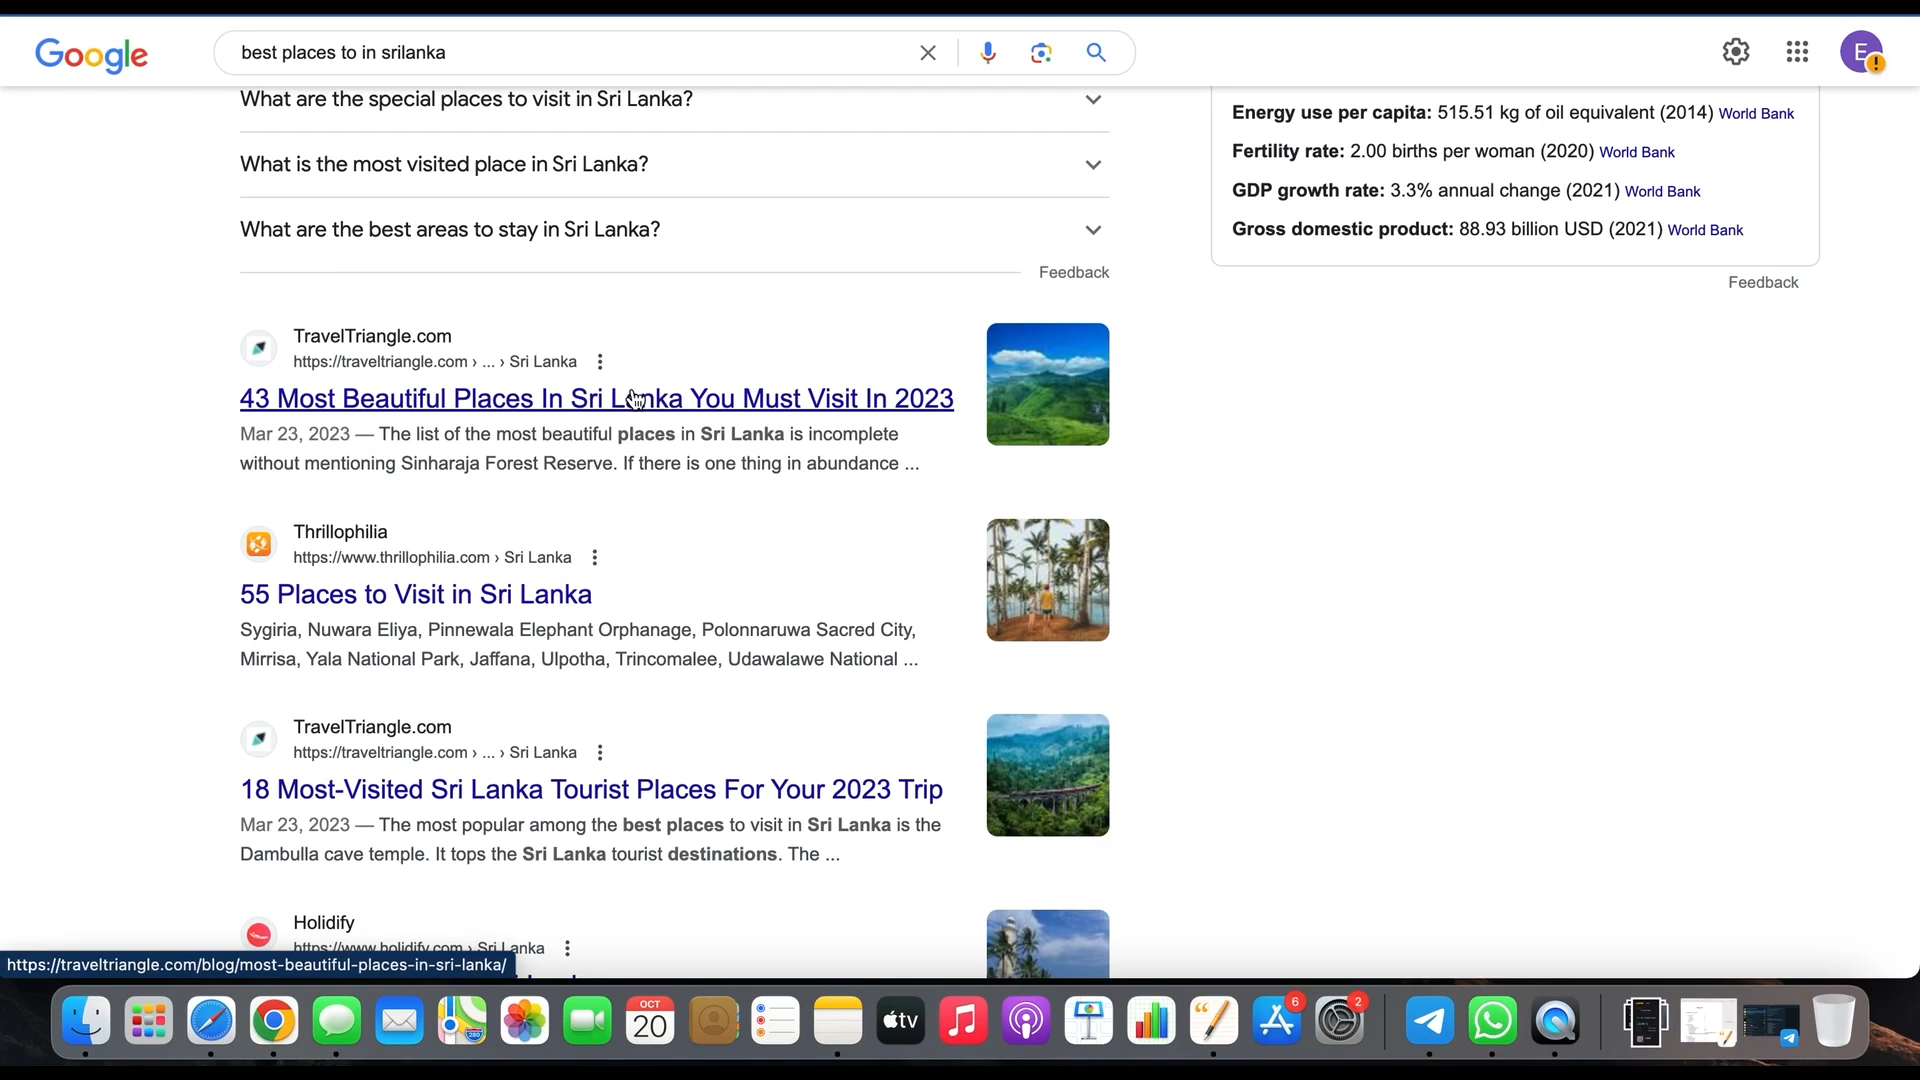 Google
best places to in srilanka
E
What are the special places to visit in Sri Lanka?
What is the most visited place in Sri Lanka?
What are the best areas to stay in Sri Lanka?
Feedback
Energy use per capita: 515.51 kg of oil equivalent (2014) World Bank
Fertility rate: 2.00 births per woman (2020) World Bank
GDP growth rate: 3.3% annual change (2021) World Bank
Gross domestic product: 88.93 billion USD (2021) World Bank
Feedback
TravelTriangle.com
https://traveltriangle.com › ... › Sri Lanka
43 Most Beautiful Places In Sri Lanka You Must Visit In 2023
Mar 23, 2023 — The list of the most beautiful places in Sri Lanka is incomplete
without mentioning Sinharaja Forest Reserve. If there is one thing in abundance ...
Thrillophilia
https://www.thrillophilia.com › Sri Lanka
55 Places to Visit in Sri Lanka
Sygiria, Nuwara Eliya, Pinnewala Elephant Orphanage, Polonnaruwa Sacred City,
Mirrisa, Yala National Park, Jaffana, Ulpotha, Trincomalee, Udawalawe National ...
TravelTriangle.com
https://traveltriangle.com › ... › Sri Lanka
18 Most-Visited Sri Lanka Tourist Places For Your 2023 Trip
Mar 23, 2023 — The most popular among the best places to visit in Sri Lanka is the
Dambulla cave temple. It tops the Sri Lanka tourist destinations. The ...
Holidify
https://www.holidify.com › Sri Lanka
https://traveltriangle.com/blog/most-beautiful-places-in-sri-lanka/
OCT
20
tv
6
2